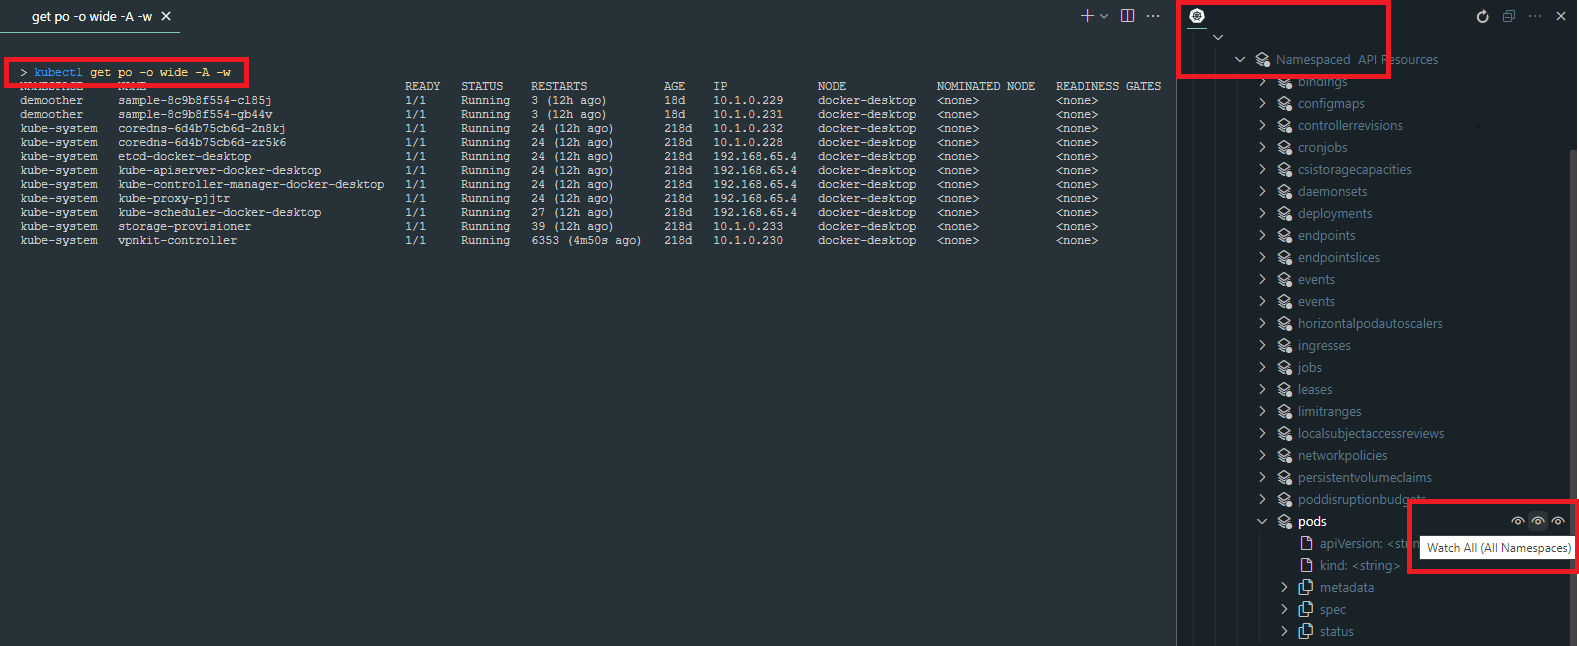 get po -o wide -A -w
> kubectl get po -o wide -A -w
NAMESPACE NAME READY STATUS RESTARTS AGE IP NODE NOMINATED NODE READINESS GATES
demoother sample-8c9b8f554-cl85j 1/1 Running 3 (12h ago) 18d 10.1.0.229 docker-desktop <none> <none>
demoother sample-8c9b8f554-gb44v 1/1 Running 3 (12h ago) 18d 10.1.0.231 docker-desktop <none> <none>
kube-system coredns-6d4b75cb6d-2n8kj 1/1 Running 24 (12h ago) 218d 10.1.0.232 docker-desktop <none> <none>
kube-system coredns-6d4b75cb6d-zr5k6 1/1 Running 24 (12h ago) 218d 10.1.0.228 docker-desktop <none> <none>
kube-system etcd-docker-desktop 1/1 Running 24 (12h ago) 218d 192.168.65.4 docker-desktop <none> <none>
kube-system kube-apiserver-docker-desktop 1/1 Running 24 (12h ago) 218d 192.168.65.4 docker-desktop <none> <none>
kube-system kube-controller-manager-docker-desktop 1/1 Running 24 (12h ago) 218d 192.168.65.4 docker-desktop <none> <none>
kube-system kube-proxy-pjjtr 1/1 Running 24 (12h ago) 218d 192.168.65.4 docker-desktop <none> <none>
kube-system kube-scheduler-docker-desktop 1/1 Running 27 (12h ago) 218d 192.168.65.4 docker-desktop <none> <none>
kube-system storage-provisioner 1/1 Running 39 (12h ago) 218d 10.1.0.233 docker-desktop <none> <none>
kube-system vpnkit-controller 1/1 Running 6353 (4m50s ago) 218d 10.1.0.230 docker-desktop <none> <none>
Namespaced API Resources
bindings
configmaps
controllerrevisions
cronjobs
csistoragecapacities
daemonsets
deployments
endpoints
endpointslices
events
events
horizontalpodautoscalers
ingresses
jobs
leases
limitranges
localsubjectaccessreviews
networkpolicies
persistentvolumeclaims
poddisruptionbudgets
pods
apiVersion: <strin
Watch All (All Namespaces)
kind: <string>
metadata
spec
status